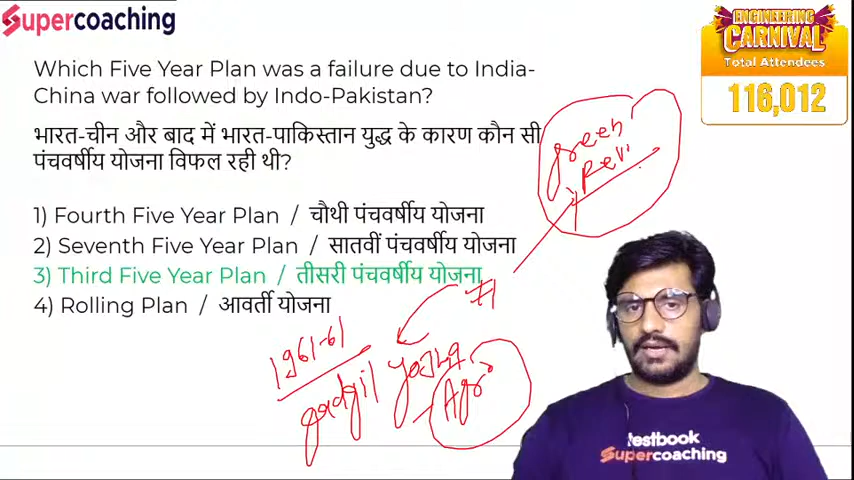 Supercoaching
ENGINEERING
CARNIVAL
Total Attendees
116,012
Which Five Year Plan was a failure due to India-
China war followed by Indo-Pakistan?
भारत-चीन और बाद में भारत-पाकिस्तान युद्ध के कारण कौन सी
पंचवर्षीय योजना विफल रही थी?
Green
Rev
1) Fourth Five Year Plan / चौथी पंचवर्षीय योजना
2) Seventh Five Year Plan / सातवीं पंचवर्षीय योजना
3) Third Five Year Plan / तीसरी पंचवर्षीय योजना
4) Rolling Plan / आवर्ती योजना
1961-61
gadgil yojna
Agr
testbook
Supercoaching